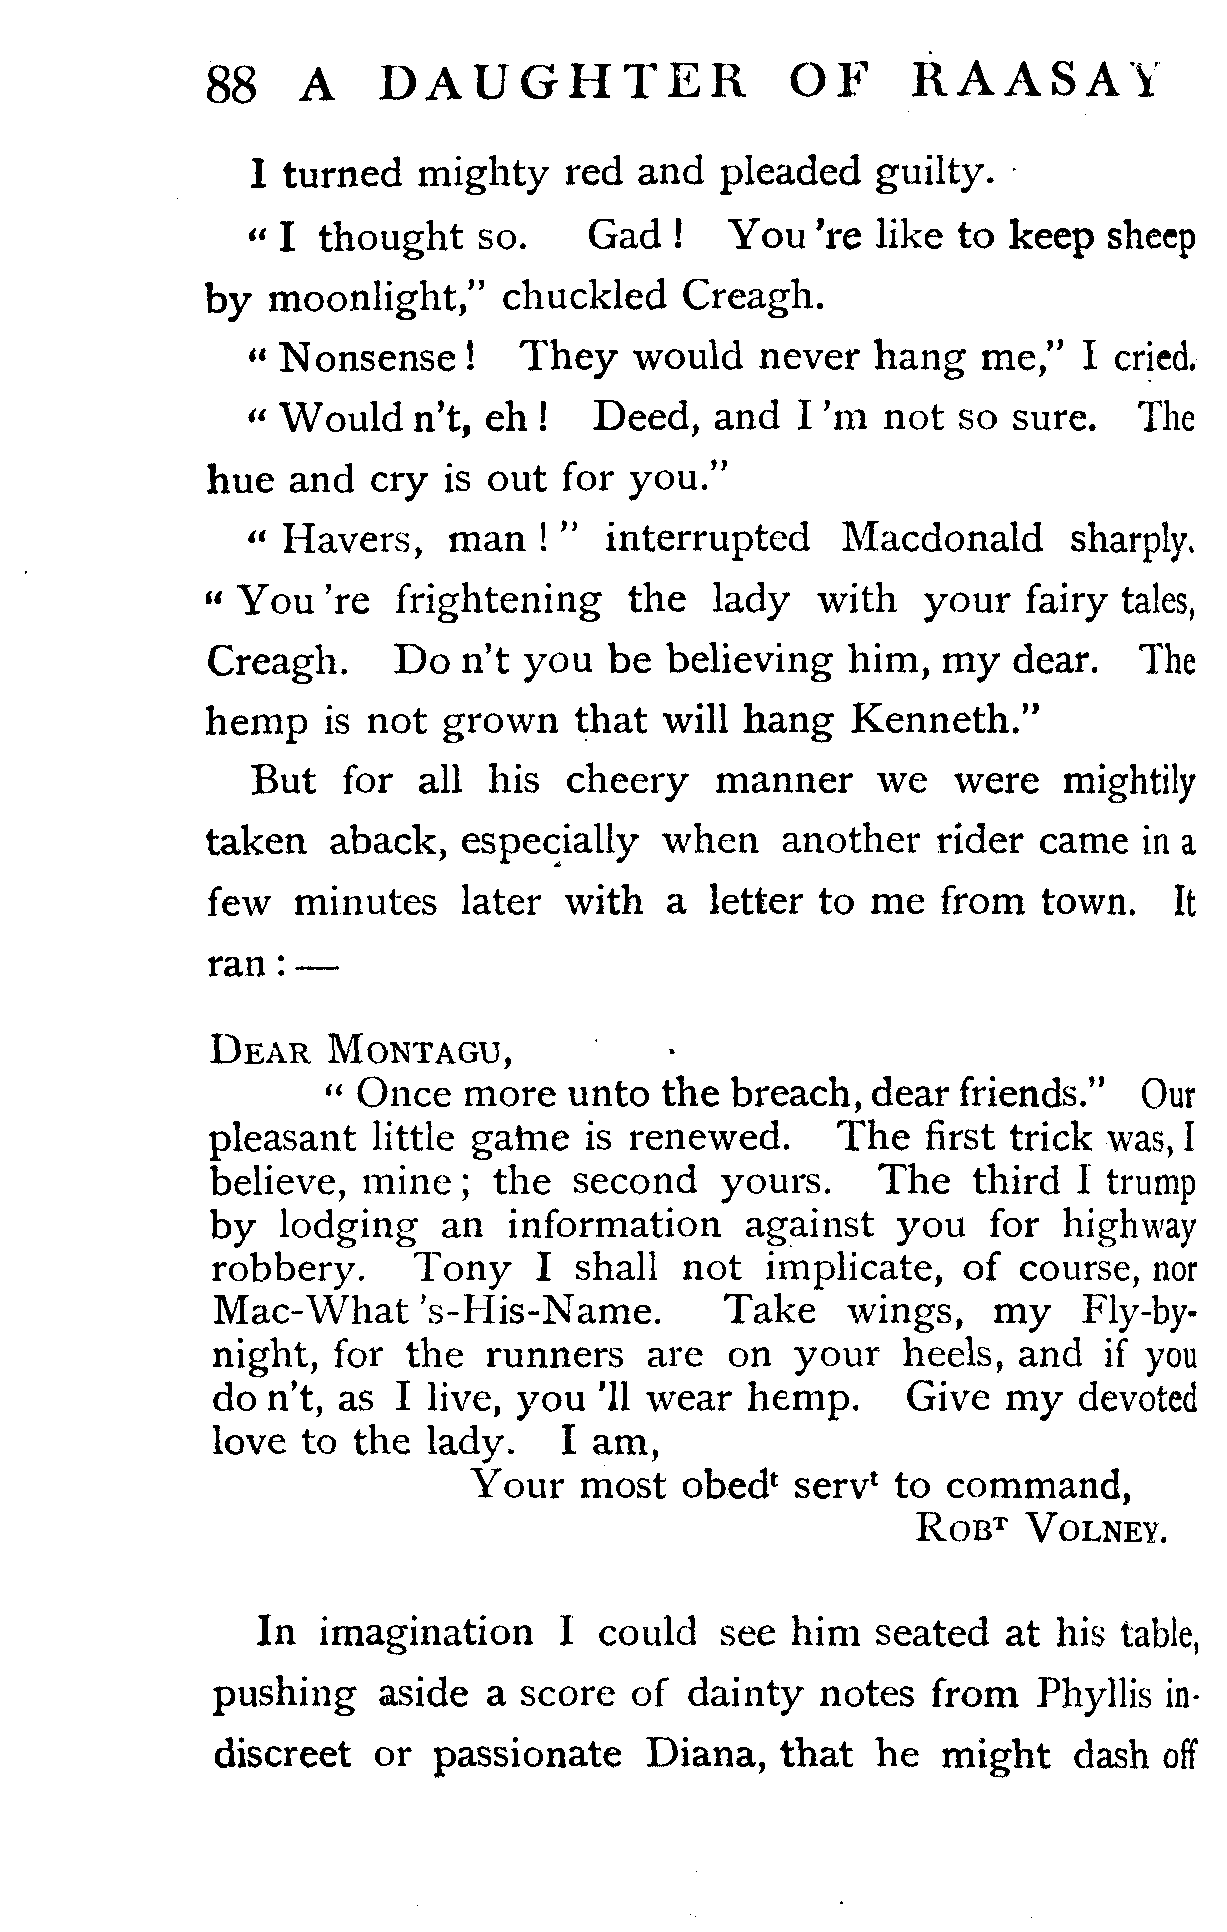 88 A DAUGHTER OF RAASAY
I turned mighty red and pleaded guilty.
“ I thought so. Gad ! You 're like to keep sheep
by moonlight,” chuckled Creagh.
“ Nonsense ! They would never hang me,” I cried.
“ Would n't, eh ! Deed, and I 'm not so sure. The
hue and cry is out for you.”
“ Havers, man ! ” interrupted Macdonald sharply.
“ You 're frightening the lady with your fairy tales,
Creagh. Do n't you be believing him, my dear. The
hemp is not grown that will hang Kenneth.”
But for all his cheery manner we were mightily
taken aback, especially when another rider came in a
few minutes later with a letter to me from town. It
ran : —
DEAR MONTAGU,
“ Once more unto the breach, dear friends.” Our
pleasant little game is renewed. The first trick was, I
believe, mine ; the second yours. The third I trump
by lodging an information against you for highway
robbery. Tony I shall not implicate, of course, nor
Mac-What 's-His-Name. Take wings, my Fly-by-
night, for the runners are on your heels, and if you
do n't, as I live, you 'll wear hemp. Give my devoted
love to the lady. I am,
Your most obedᵗ servᵗ to command,
ROBᵀ VOLNEY.
In imagination I could see him seated at his table,
pushing aside a score of dainty notes from Phyllis in-
discreet or passionate Diana, that he might dash off